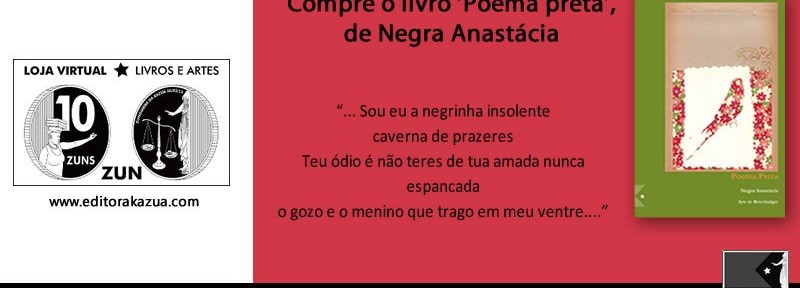 LOJA VIRTUAL ★ LIVROS E ARTES
10
ZUNS
ZUN
www.editorakazua.com
Compre o livro 'Poema preta',
de Negra Anastácia
“... Sou eu a negrinha insolente
caverna de prazeres
Teu ódio é não teres de tua amada nunca
espancada
o gozo e o menino que trago em meu ventre....”
Poema Preta
Negra Anastácia